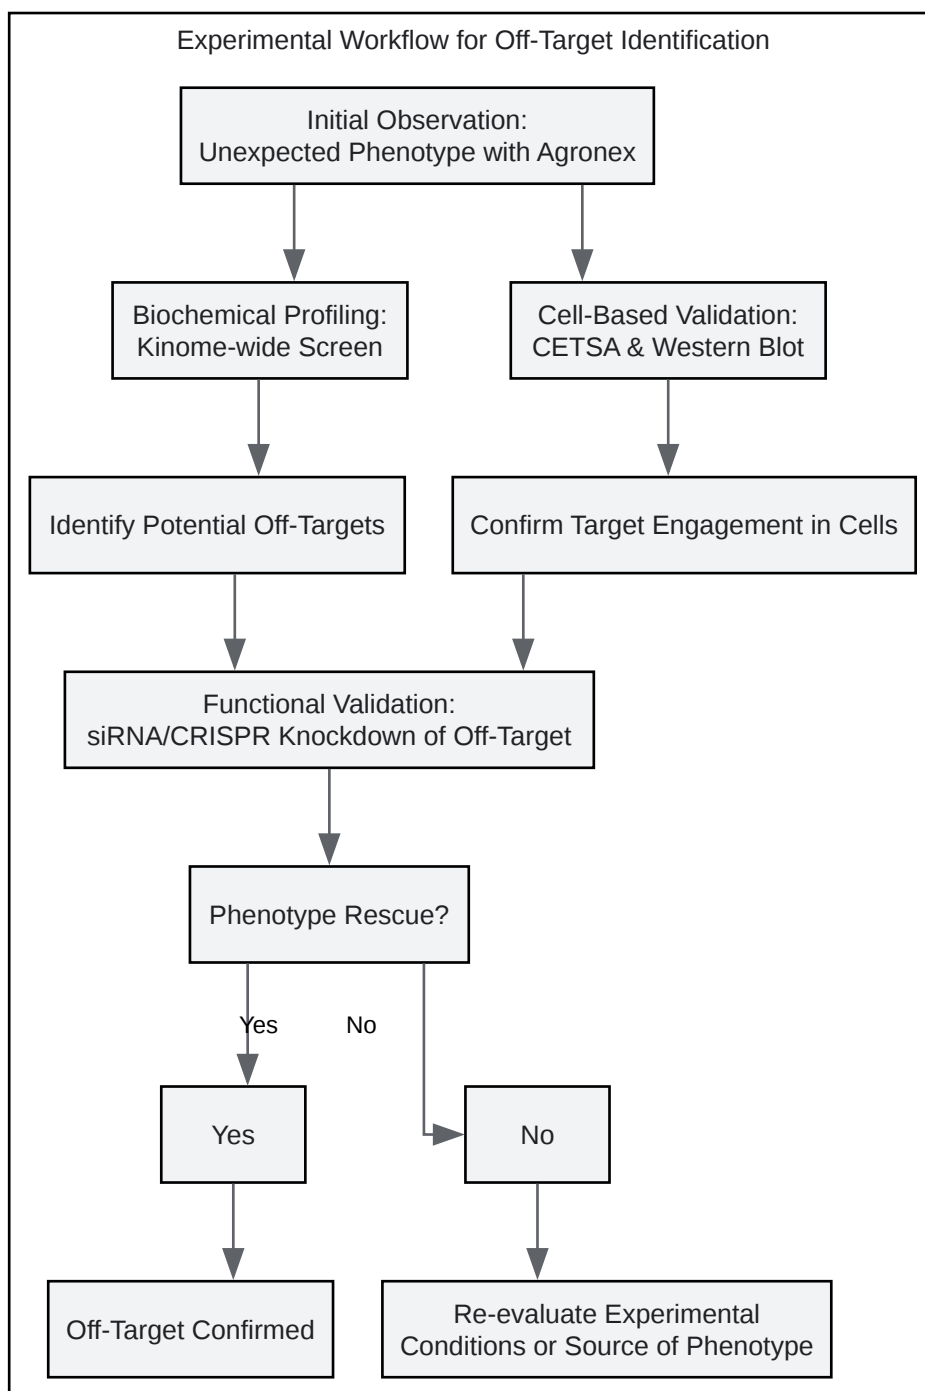 Experimental Workflow for Off-Target Identification
Initial Observation:
Unexpected Phenotype with Agronex
Biochemical Profiling:
Kinome-wide Screen
Cell-Based Validation:
CETSA & Western Blot
Identify Potential Off-Targets
Confirm Target Engagement in Cells
Functional Validation:
siRNA/CRISPR Knockdown of Off-Target
Phenotype Rescue?
Yes
No
Yes
No
Off-Target Confirmed
Re-evaluate Experimental
Conditions or Source of Phenotype